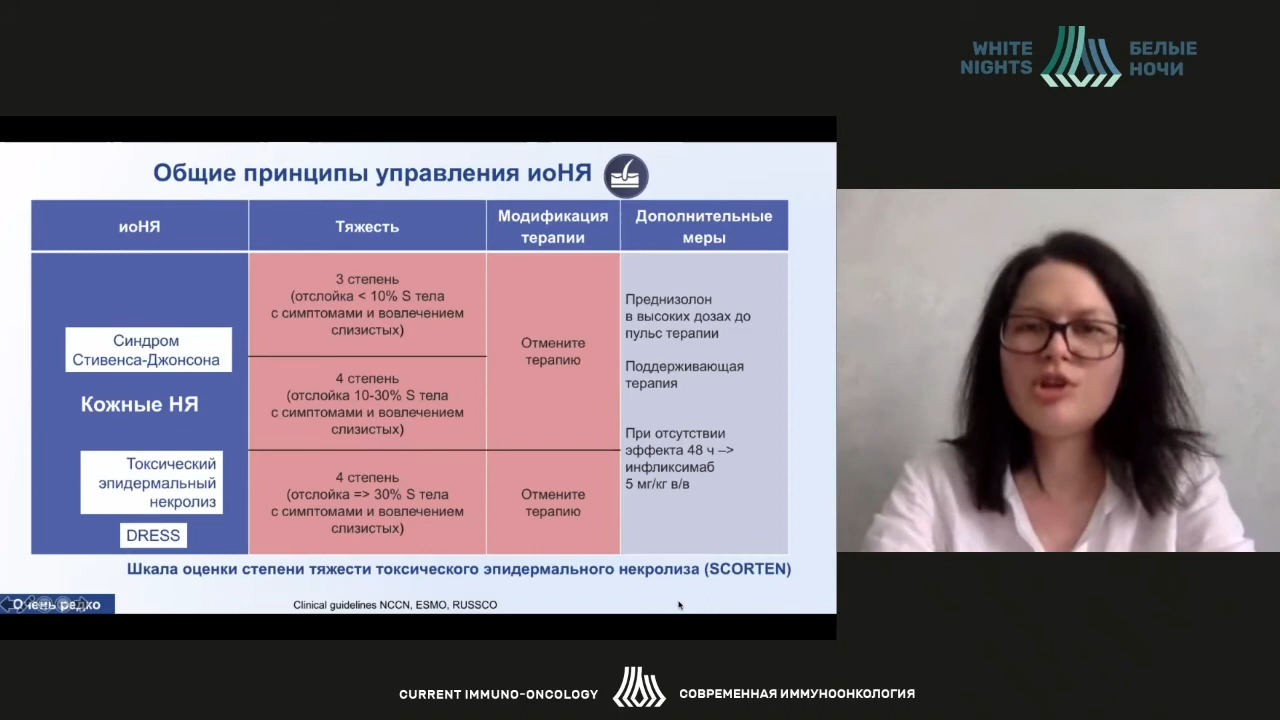 WHITE
NIGHTS
БЕЛЫЕ
НОЧИ
Общие принципы управления иоНЯ
иоНЯ
Тяжесть
Модификация
терапии
Дополнительные
меры
Синдром
Стивенса-Джонсона
Кожные НЯ
Токсический
эпидермальный
некролиз
DRESS
3 степень
(отслойка < 10% S тела
с симптомами и вовлечением
слизистых)
4 степень
(отслойка 10-30% S тела
с симптомами и вовлечением
слизистых)
4 степень
(отслойка => 30% S тела
с симптомами и вовлечением
слизистых)
Отмените
терапию
Отмените
терапию
Преднизолон
в высоких дозах до
пульс терапии
Поддерживающая
терапия
При отсутствии
эффекта 48 ч –>
инфликсимаб
5 мг/кг в/в
Шкала оценки степени тяжести токсического эпидермального некролиза (SCORTEN)
Очень редко
Clinical guidelines NCCN, ESMO, RUSSCO
CURRENT IMMUNO-ONCOLOGY
СОВРЕМЕННАЯ ИММУНООНКОЛОГИЯ